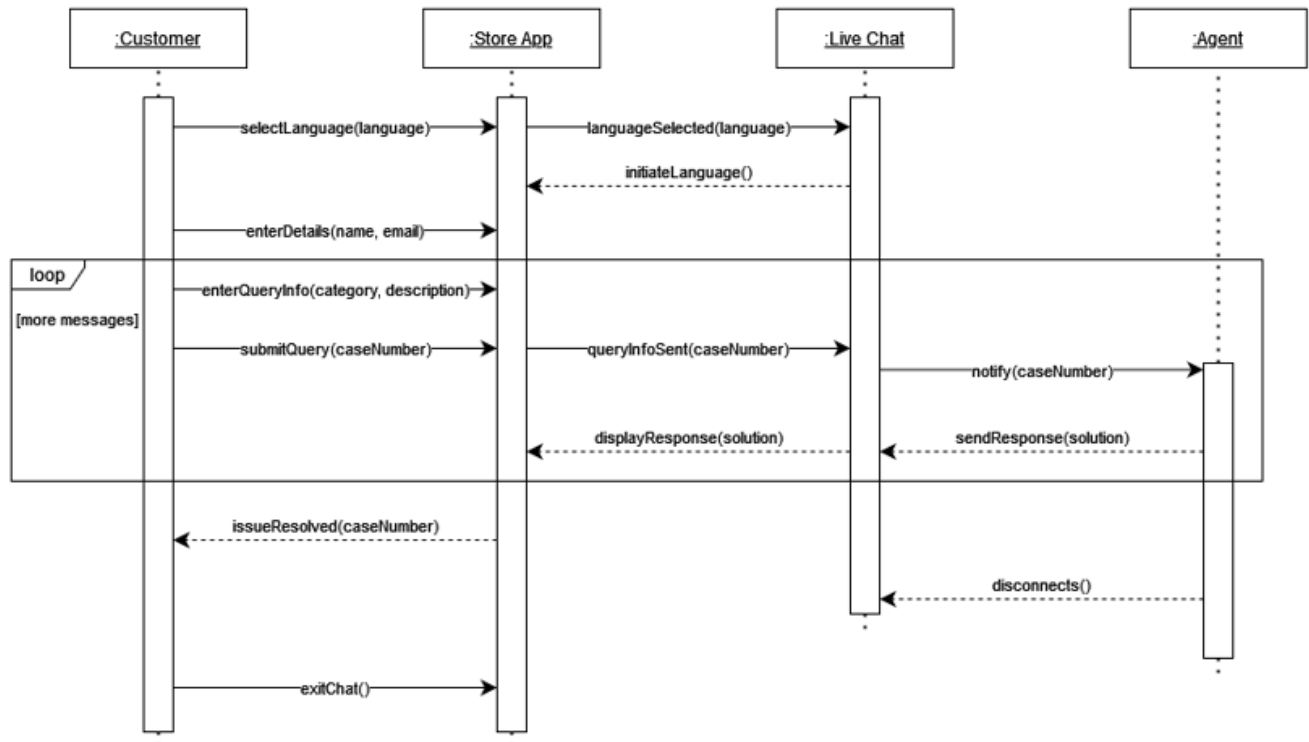 :Customer
:Store App
:Live Chat
:Agent
selectLanguage(language)
languageSelected(language)
initiateLanguage()
enterDetails(name, email)
loop
enterQueryInfo(category, description)
[more messages]
submitQuery(caseNumber)
queryInfoSent(caseNumber)
notify(caseNumber)
displayResponse(solution)
sendResponse(solution)
issueResolved(caseNumber)
disconnects()
exitChat()